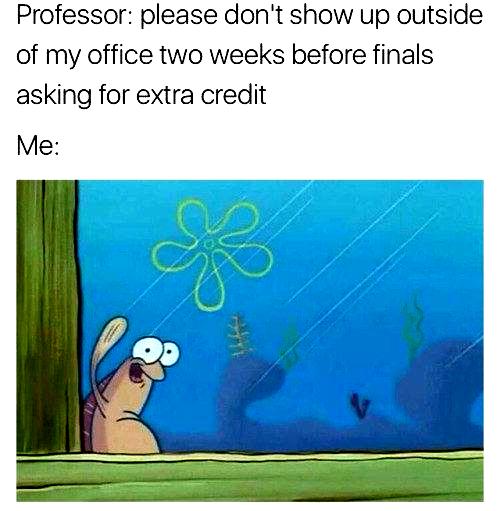 Professor: please don't show up outside
of my office two weeks before finals
asking for extra credit
Me: